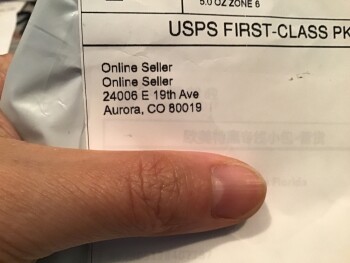 5.0 OZ ZONE 6
USPS FIRST-CLASS PK
Online Seller
Online Seller
24006 E 19th Ave
Aurora, CO 80019